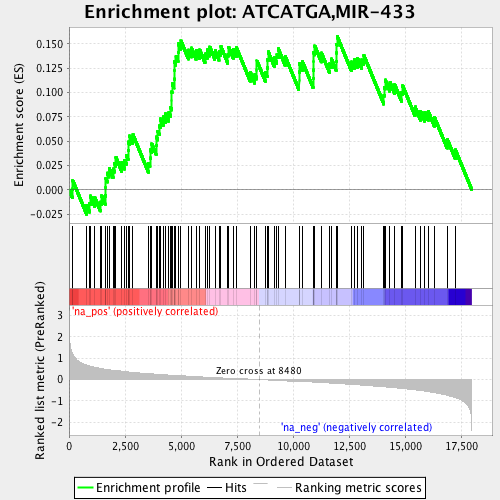 Enrichment plot: ATCATGA,MIR-433
Enrichment score (ES)
0.150
0.125
0.100
0.075
0.050
0.025
0.000
-0.025
'na_pos' (positively correlated)
Ranked list metric (PreRanked)
3
2
1
0
-1
-2
Zero cross at 8480
'na_neg' (negatively correlated)
0
2,500
5,000
7,500
10,000
12,500
15,000
17,500
Rank in Ordered Dataset
Enrichment profile
Hits
Ranking metric scores